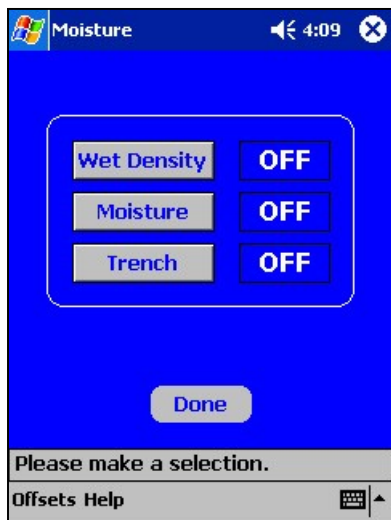 Moisture 4:09
Wet Density OFF
Moisture OFF
Trench OFF
Done
Please make a selection.
Offsets Help